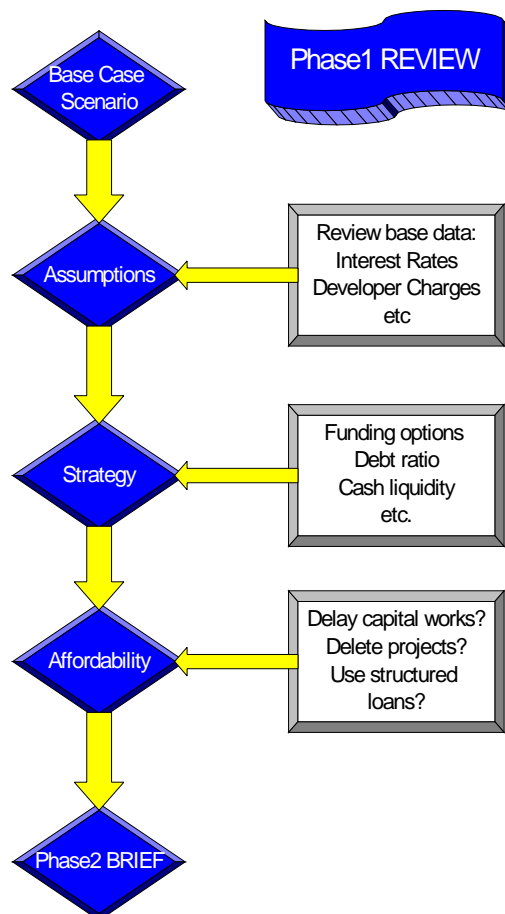 Base Case
Scenario
Phase1 REVIEW
Assumptions
Review base data:
Interest Rates
Developer Charges
etc
Strategy
Funding options
Debt ratio
Cash liquidity
etc.
Affordability
Delay capital works?
Delete projects?
Use structured
loans?
Phase2 BRIEF